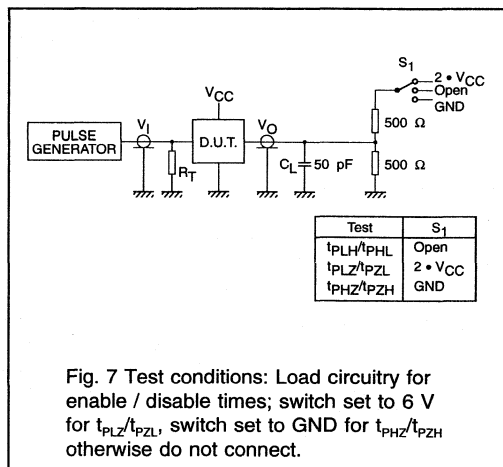 S1
2 • VCC
Open
GND
VCC
PULSE
GENERATOR
VI
D.U.T.
VO
RT
CL
50 pF
500 Ω
500 Ω
Test S1
tPLH/tPHL Open
tPLZ/tPZL 2 • VCC
tPHZ/tPZH GND
Fig. 7 Test conditions: Load circuitry for
enable / disable times; switch set to 6 V
for tPLZ/tPZL, switch set to GND for tPHZ/tPZH
otherwise do not connect.